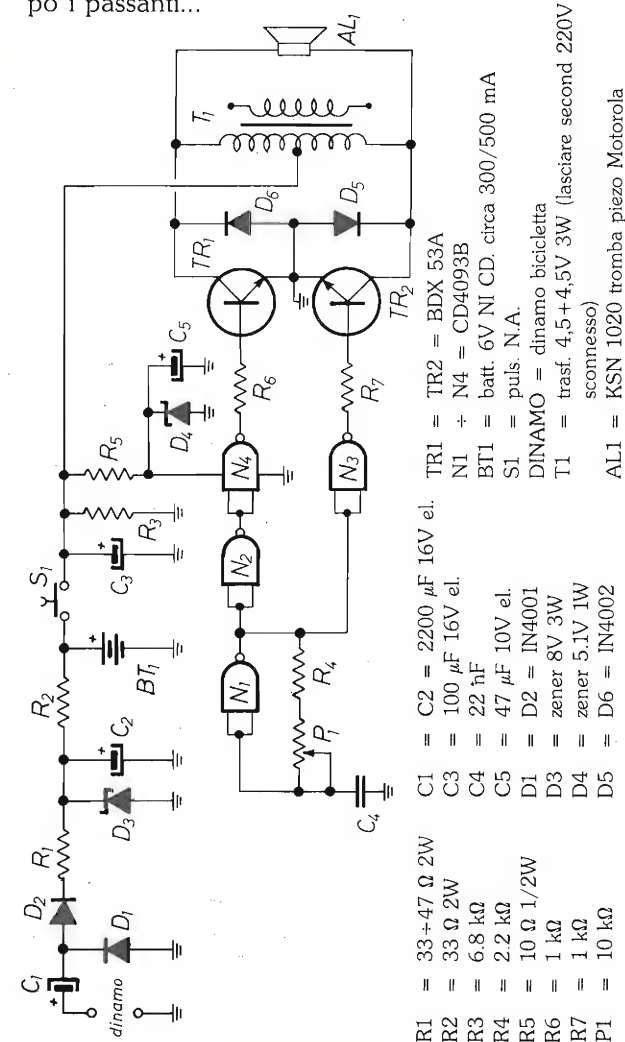 po i passanti...
C1
+
dinamo
D2
D1
R1
D3
C2
+
R2
BT1
+
S1
C3
+
R3
R5
D4
C5
+
C4
P1
R4
N1
N2
N4
N3
R6
R7
TR1
TR2
D6
D5
T1
AL1
R1 = 33÷47 Ω 2W
R2 = 33 Ω 2W
R3 = 6.8 kΩ
R4 = 2.2 kΩ
R5 = 10 Ω 1/2W
R6 = 1 kΩ
R7 = 1 kΩ
P1 = 10 kΩ
C1 = C2 = 2200 μF 16V el.
C3 = 100 μF 16V el.
C4 = 22 nF
C5 = 47 μF 10V el.
D1 = D2 = IN4001
D3 = zener 8V 3W
D4 = zener 5.1V 1W
D5 = D6 = IN4002
TR1 = TR2 = BDX 53A
N1 ÷ N4 = CD4093B
BT1 = batt. 6V NI CD. circa 300/500 mA
S1 = puls. N.A.
DINAMO = dinamo bicicletta
T1 = trasf. 4,5+4,5V 3W (lasciare second 220V
sconnesso)
AL1 = KSN 1020 tromba piezo Motorola